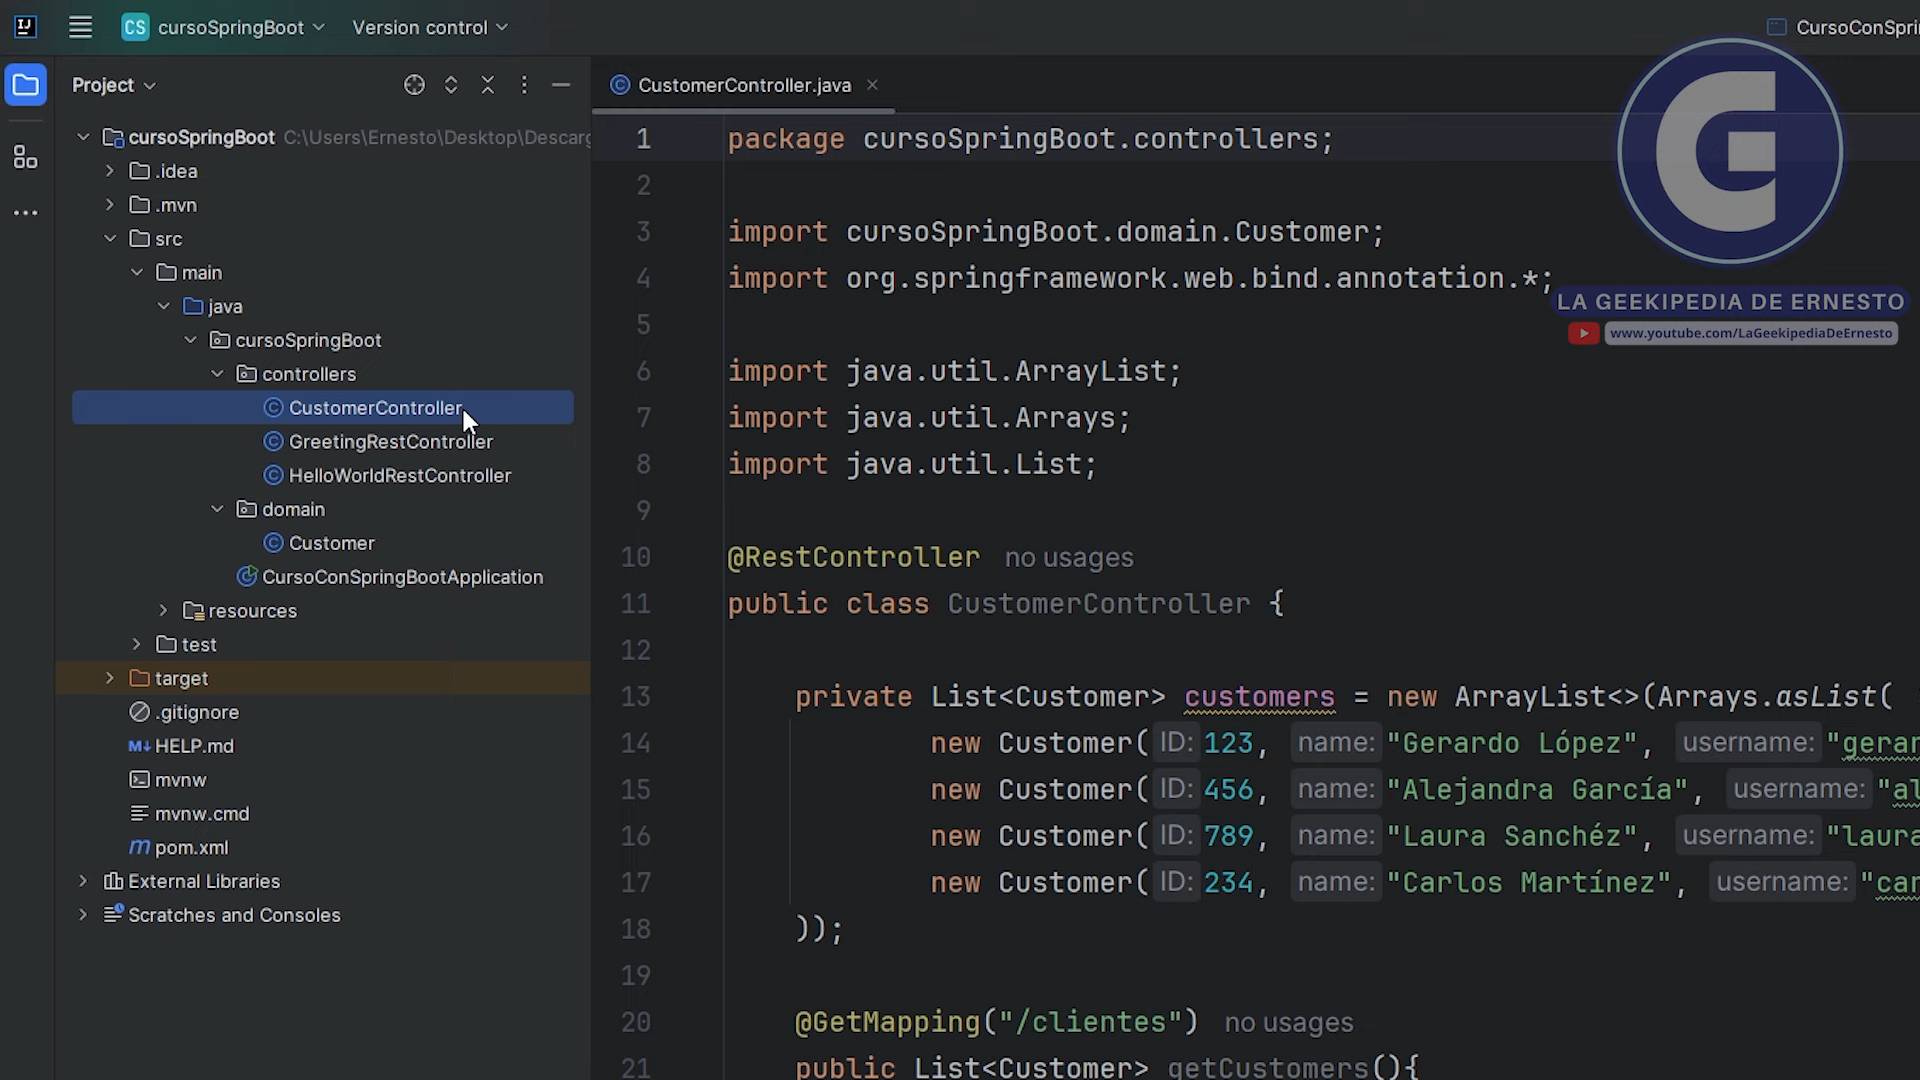 IJ
CS cursoSpringBoot Version control
CursoConSpri
Project
CustomerController.java
cursoSpringBoot C:\Users\Ernesto\Desktop\Descarg
.idea
.mvn
src
main
java
cursoSpringBoot
controllers
CustomerController
GreetingRestController
HelloWorldRestController
domain
Customer
CursoConSpringBootApplication
resources
test
target
.gitignore
M↓ HELP.md
mvnw
mvnw.cmd
m pom.xml
External Libraries
Scratches and Consoles
1 package cursoSpringBoot.controllers;
2
3 import cursoSpringBoot.domain.Customer;
4 import org.springframework.web.bind.annotation.*;
5
6 import java.util.ArrayList;
7 import java.util.Arrays;
8 import java.util.List;
9
10 @RestController no usages
11 public class CustomerController {
12
13 private List<Customer> customers = new ArrayList<>(Arrays.asList(
14 new Customer( ID: 123, name: "Gerardo López", username: "geran
15 new Customer( ID: 456, name: "Alejandra García", username: "al
16 new Customer( ID: 789, name: "Laura Sanchéz", username: "laura
17 new Customer( ID: 234, name: "Carlos Martínez", username: "car
18 ));
19
20 @GetMapping("/clientes") no usages
21 public List<Customer> getCustomers(){
G
LA GEEKIPEDIA DE ERNESTO
www.youtube.com/LaGeekipediaDeErnesto